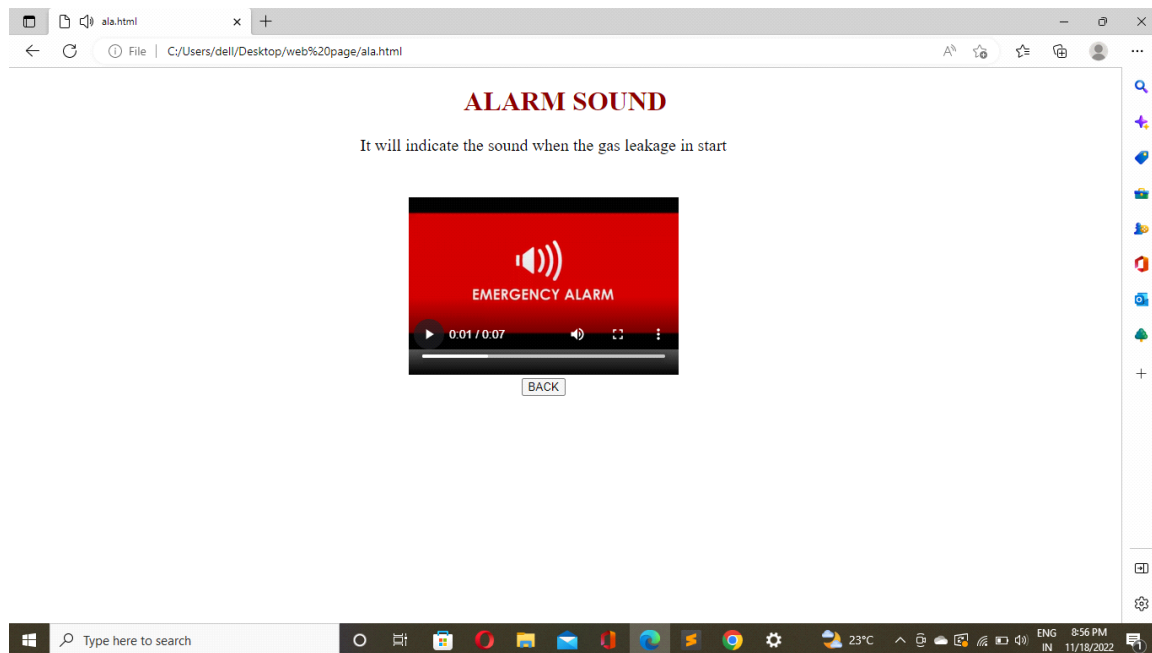 ala.html
File C:/Users/dell/Desktop/web%20page/ala.html
ALARM SOUND
It will indicate the sound when the gas leakage in start
EMERGENCY ALARM
0:01 / 0:07
BACK
Type here to search
23°C
ENG
IN
8:56 PM
11/18/2022
1